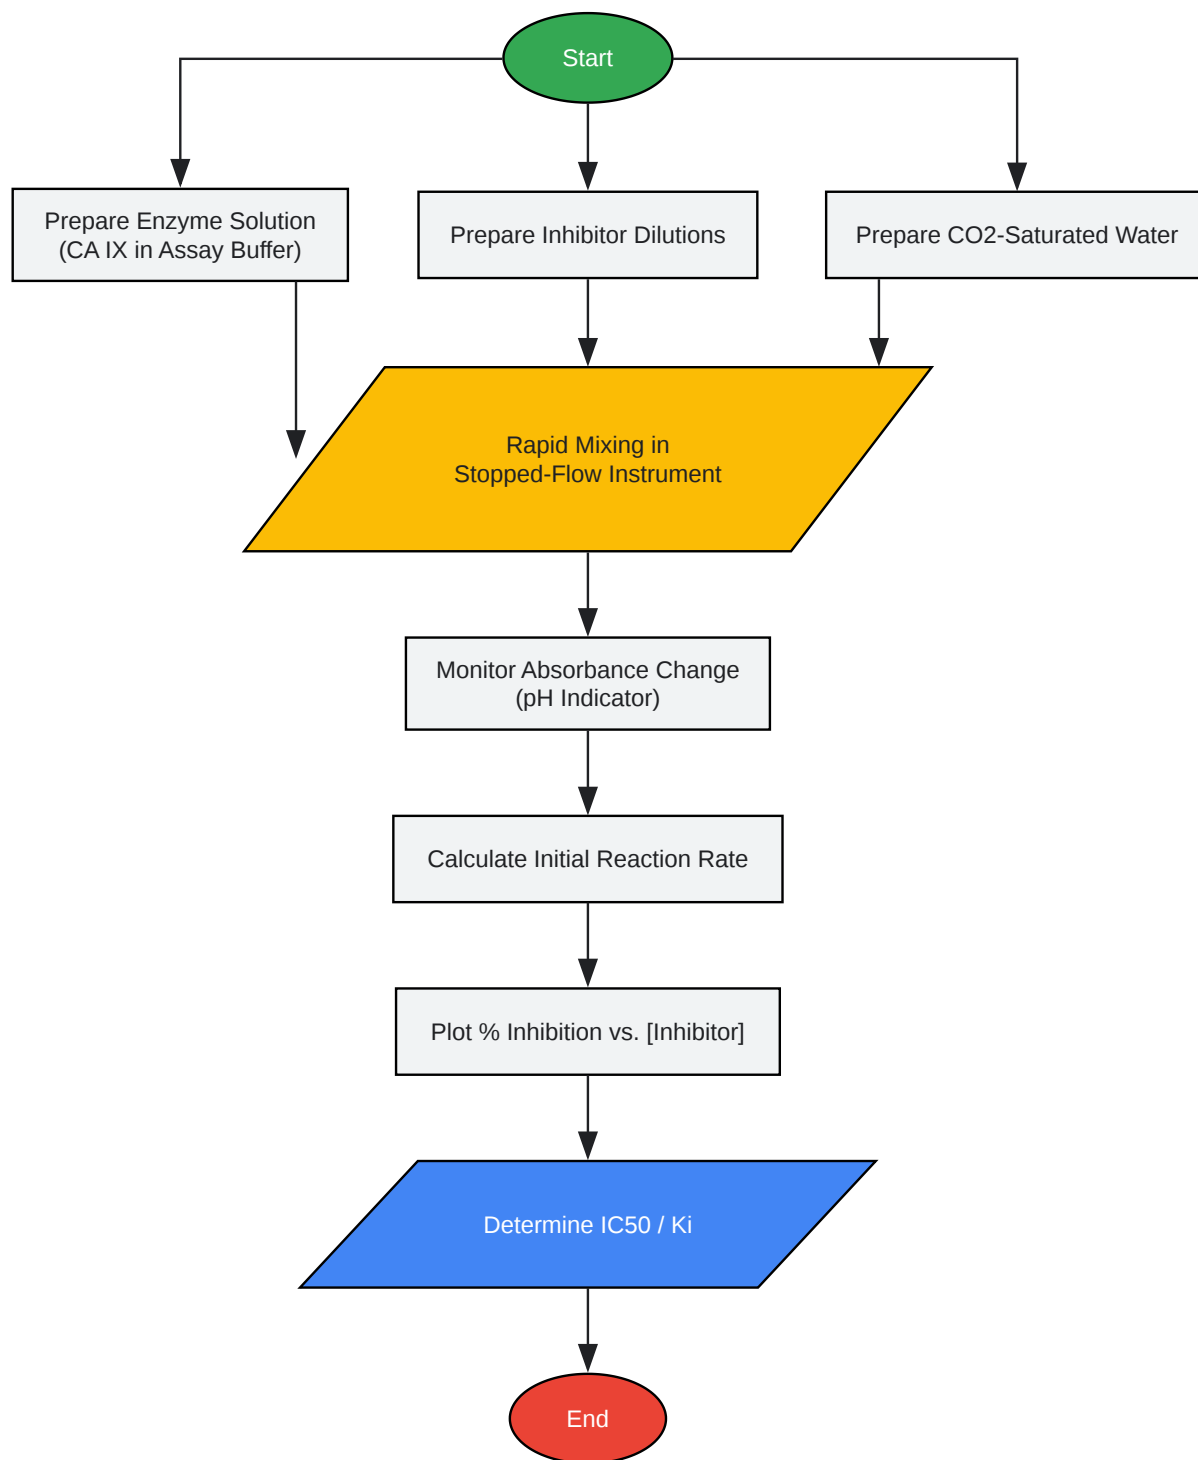 Start
Prepare Enzyme Solution
(CA IX in Assay Buffer)
Prepare Inhibitor Dilutions
Prepare CO2-Saturated Water
Rapid Mixing in
Stopped-Flow Instrument
Monitor Absorbance Change
(pH Indicator)
Calculate Initial Reaction Rate
Plot % Inhibition vs. [Inhibitor]
Determine IC50 / Ki
End